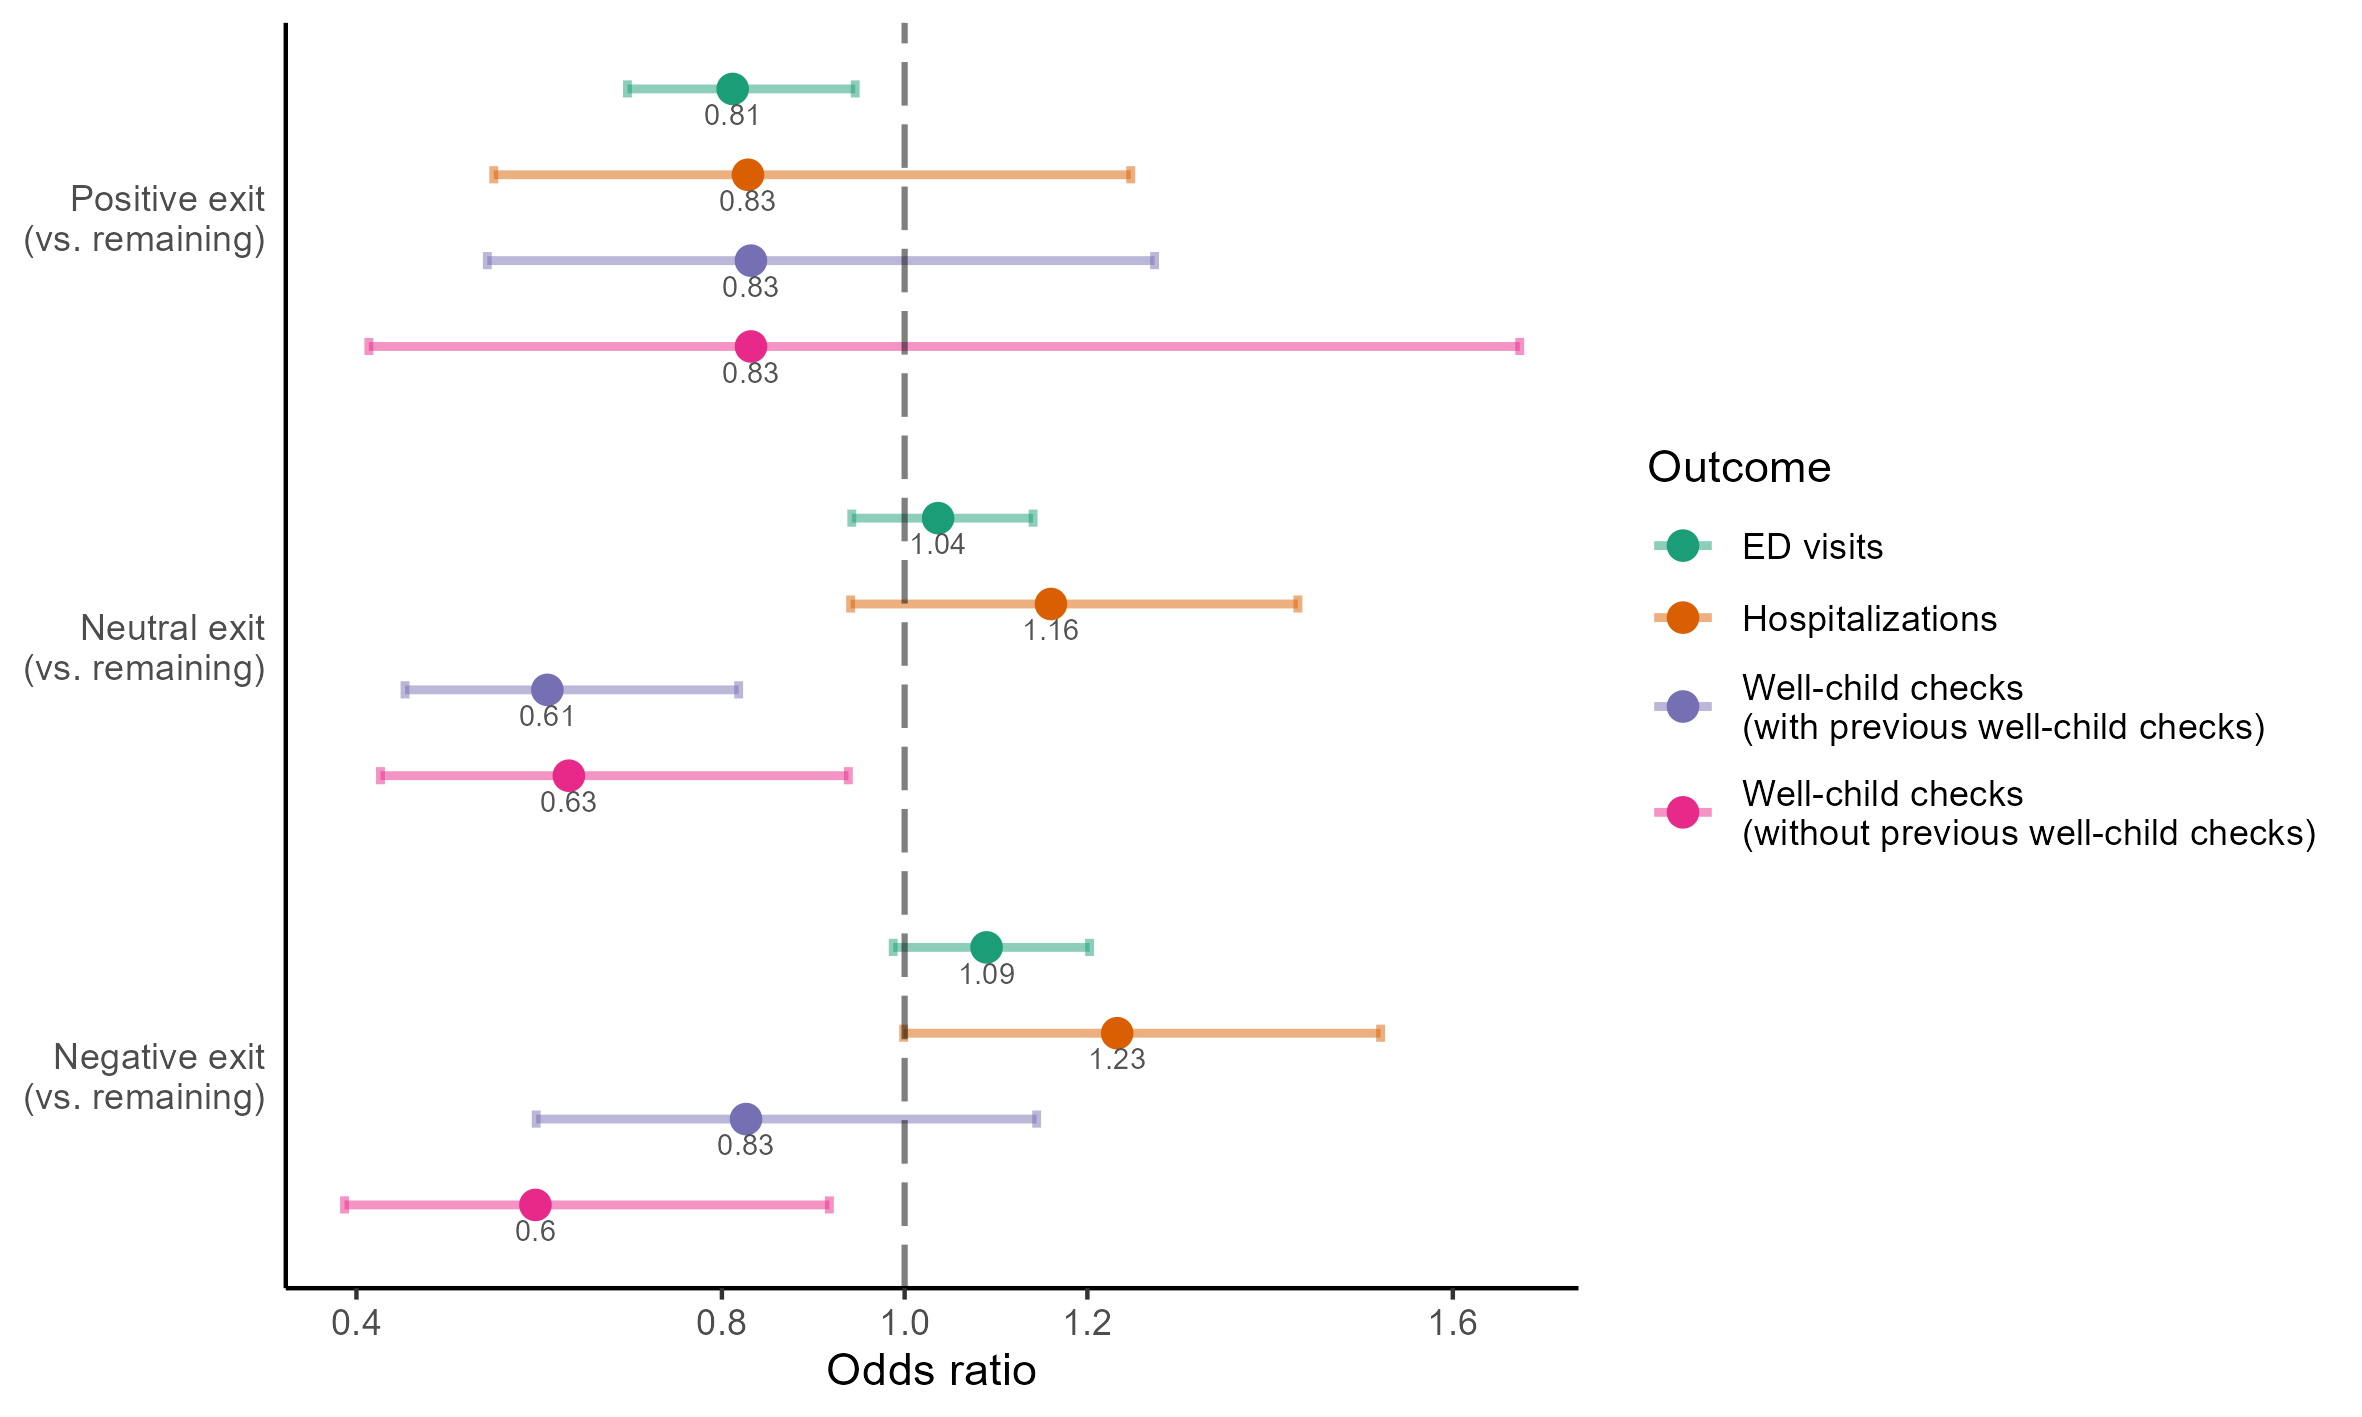 0.81
0.83
Positive exit
(vs. remaining)
0.83
0.83
Neutral exit
(vs. remaining)
1.04
1.16
0.61
0.63
Negative exit
(vs. remaining)
1.09
1.23
0.83
0.6
0.4
0.8
1.0
1.2
1.6
Odds ratio
Outcome
ED visits
Hospitalizations
Well-child checks
(with previous well-child checks)
Well-child checks
(without previous well-child checks)